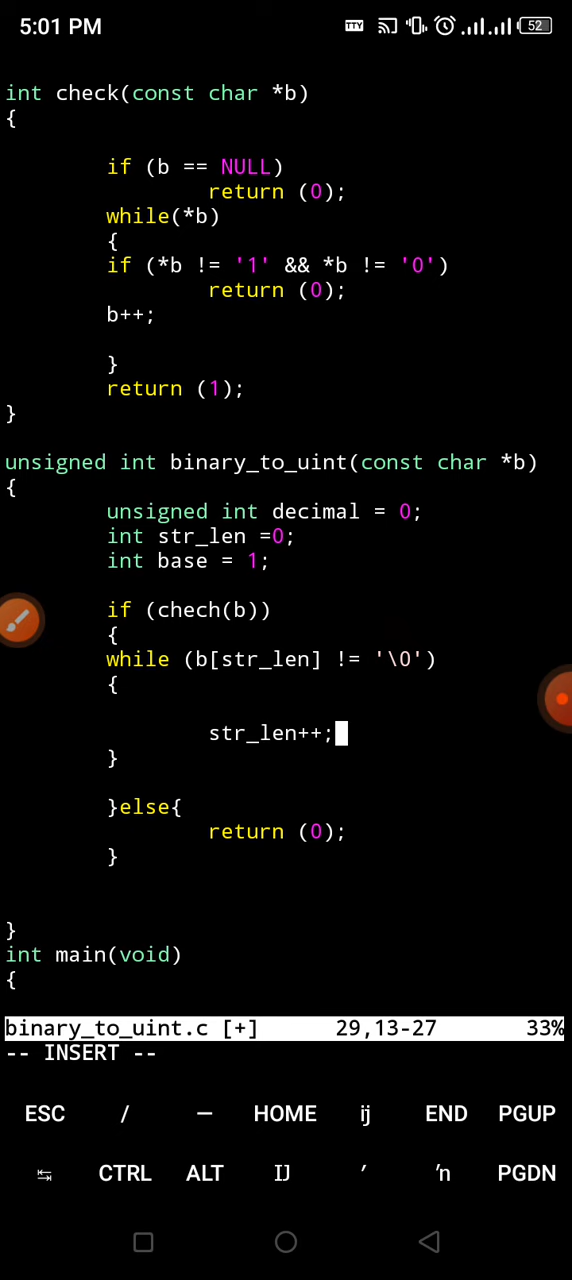 5:01 PM TTY 52
int check(const char *b)
{
if (b == NULL)
return (0);
while(*b)
{
if (*b != '1' && *b != '0')
return (0);
b++;
}
return (1);
}
unsigned int binary_to_uint(const char *b)
{
unsigned int decimal = 0;
int str_len =0;
int base = 1;
if (chech(b))
{
while (b[str_len] != '\0')
{
str_len++;
}
}else{
return (0);
}
}
int main(void)
{
binary_to_uint.c [+] 29,13-27 33%
-- INSERT --
ESC / — HOME ij END PGUP
↹ CTRL ALT IJ ′ ŉ PGDN